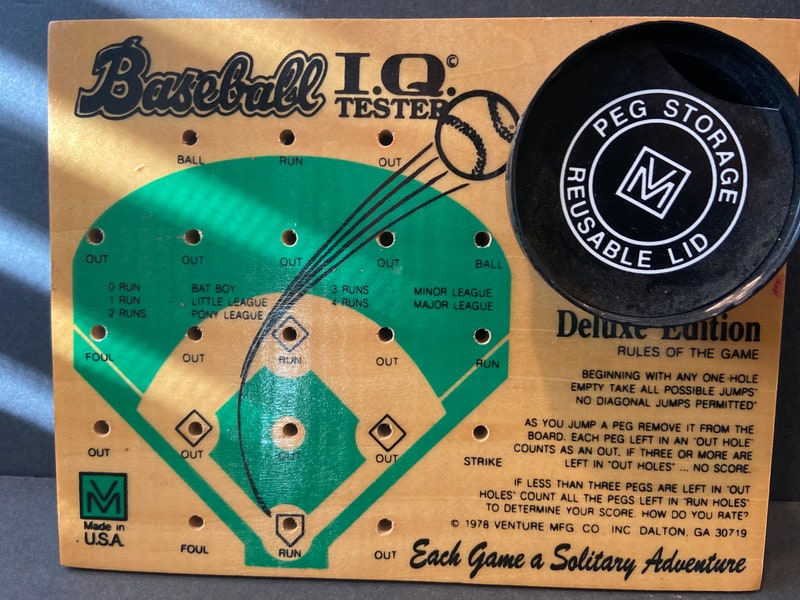 Baseball I.Q.©
TESTER
PEG STORAGE
REUSABLE LID
VM
BALL RUN OUT
OUT OUT OUT OUT BALL
0 RUN BAT BOY 3 RUNS MINOR LEAGUE
1 RUN LITTLE LEAGUE 4 RUNS MAJOR LEAGUE
2 RUNS PONY LEAGUE
FOUL OUT RUN OUT RUN
OUT OUT OUT OUT STRIKE
FOUL RUN OUT
VM
Made in
U.S.A.
Deluxe Edition
RULES OF THE GAME
BEGINNING WITH ANY ONE HOLE
EMPTY TAKE ALL POSSIBLE JUMPS"
NO DIAGONAL JUMPS PERMITTED"
AS YOU JUMP A PEG REMOVE IT FROM THE
BOARD. EACH PEG LEFT IN AN "OUT HOLE"
COUNTS AS AN OUT. IF THREE OR MORE ARE
LEFT IN "OUT HOLES" ... NO SCORE.
IF LESS THAN THREE PEGS ARE LEFT IN "OUT
HOLES" COUNT ALL THE PEGS LEFT IN "RUN HOLES"
TO DETERMINE YOUR SCORE. HOW DO YOU RATE?
© 1978 VENTURE MFG. CO., INC. DALTON, GA 30719
Each Game a Solitary Adventure